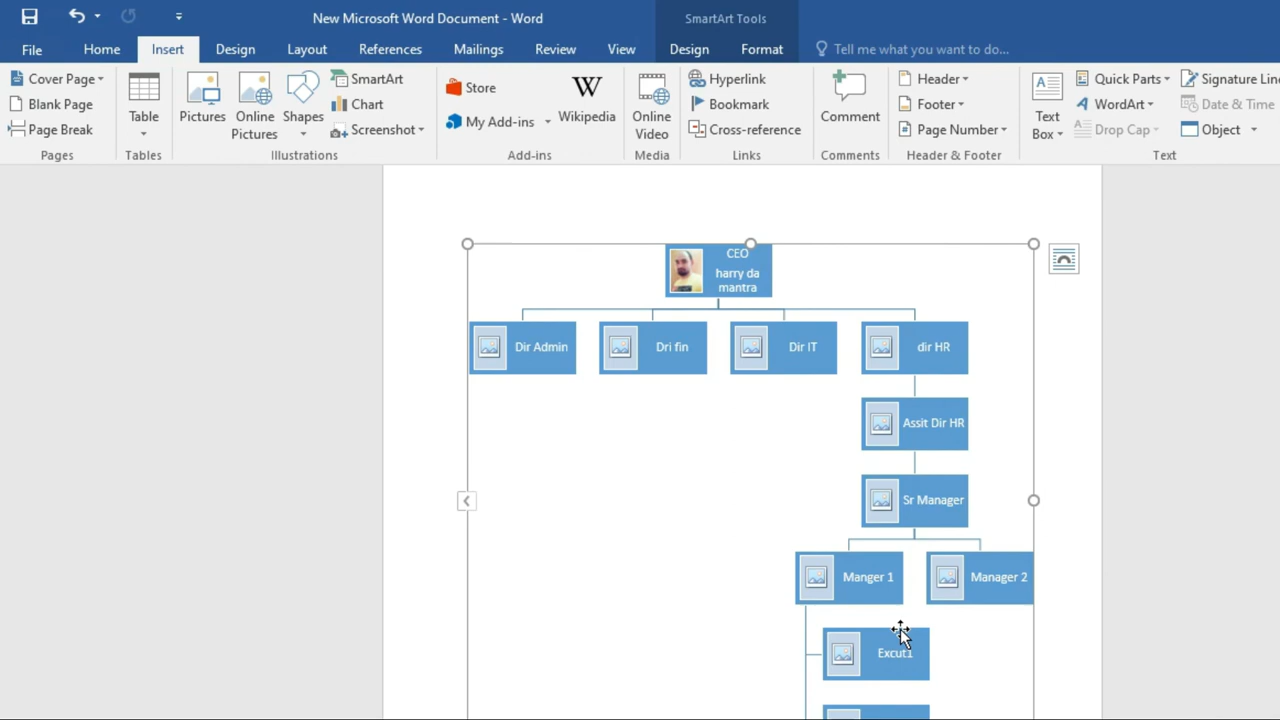 New Microsoft Word Document - Word
SmartArt Tools
File Home Insert Design Layout References Mailings Review View Design Format Tell me what you want to do...
Cover Page
Blank Page
Page Break
Pages
Table
Tables
Pictures
Online Pictures
Shapes
SmartArt
Chart
Screenshot
Illustrations
Store
My Add-ins
Wikipedia
Add-ins
Online Video
Media
Hyperlink
Bookmark
Cross-reference
Links
Comment
Comments
Header
Footer
Page Number
Header & Footer
Text Box
Quick Parts
WordArt
Drop Cap
Signature Line
Date & Time
Object
Text
CEO
harry da
mantra
Dir Admin
Dri fin
Dir IT
dir HR
Assit Dir HR
Sr Manager
Manger 1
Manager 2
Excut1